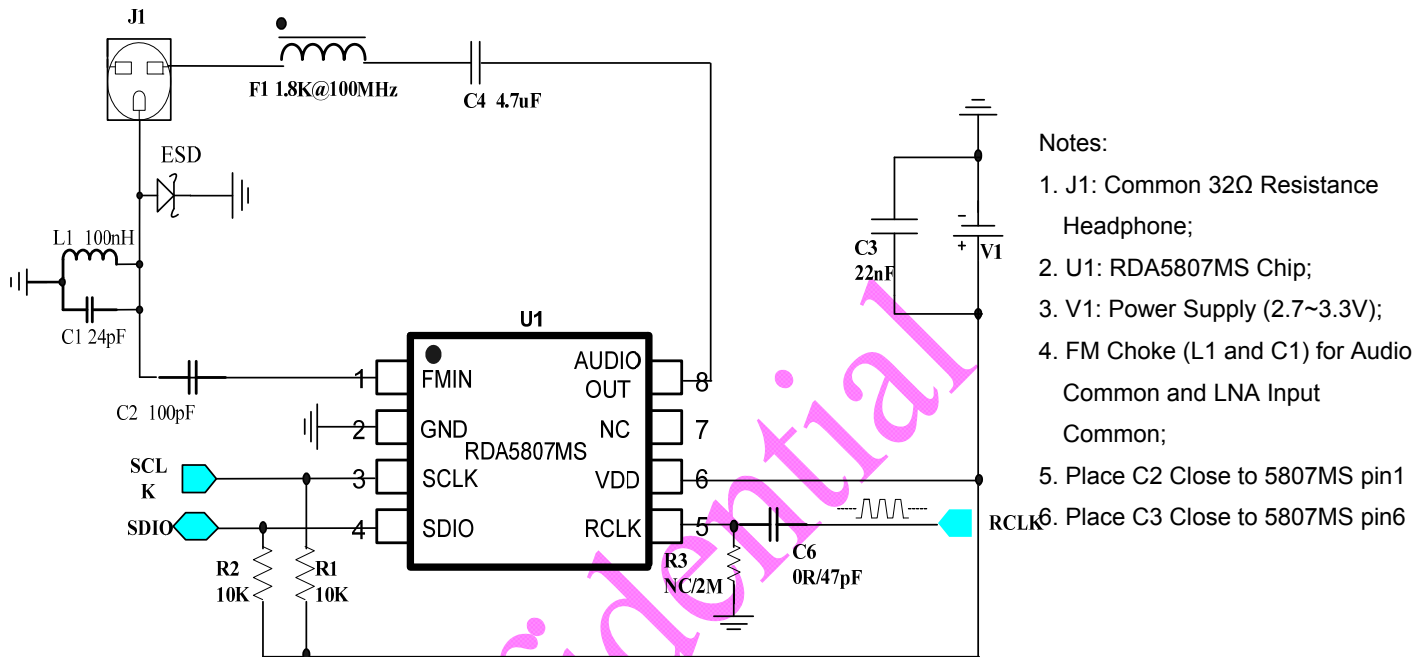 J1
F1 1.8K@100MHz
C4 4.7uF
ESD
L1 100nH
C1 24pF
C2 100pF
C3
22nF
-
+
V1
U1
1
FMIN
AUDIO
OUT
8
2
GND
NC
7
RDA5807MS
SCL
K
3
SCLK
VDD
6
SDIO
4
SDIO
RCLK
5
RCLK
R2
10K
R1
10K
R3
NC/2M
C6
0R/47pF
Notes:
1. J1: Common 32Ω Resistance
Headphone;
2. U1: RDA5807MS Chip;
3. V1: Power Supply (2.7~3.3V);
4. FM Choke (L1 and C1) for Audio
Common and LNA Input
Common;
5. Place C2 Close to 5807MS pin1
6. Place C3 Close to 5807MS pin6
fidential